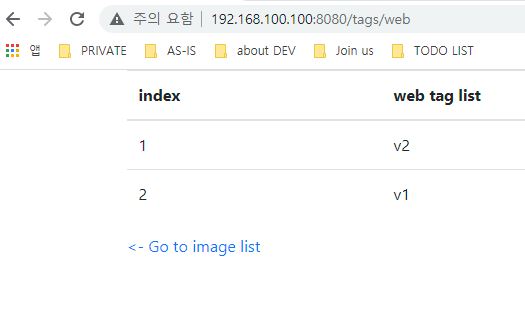 주의 요함 | 192.168.100.100:8080/tags/web
앱 PRIVATE AS-IS about DEV Join us TODO LIST
index web tag list
1 v2
2 v1
<- Go to image list